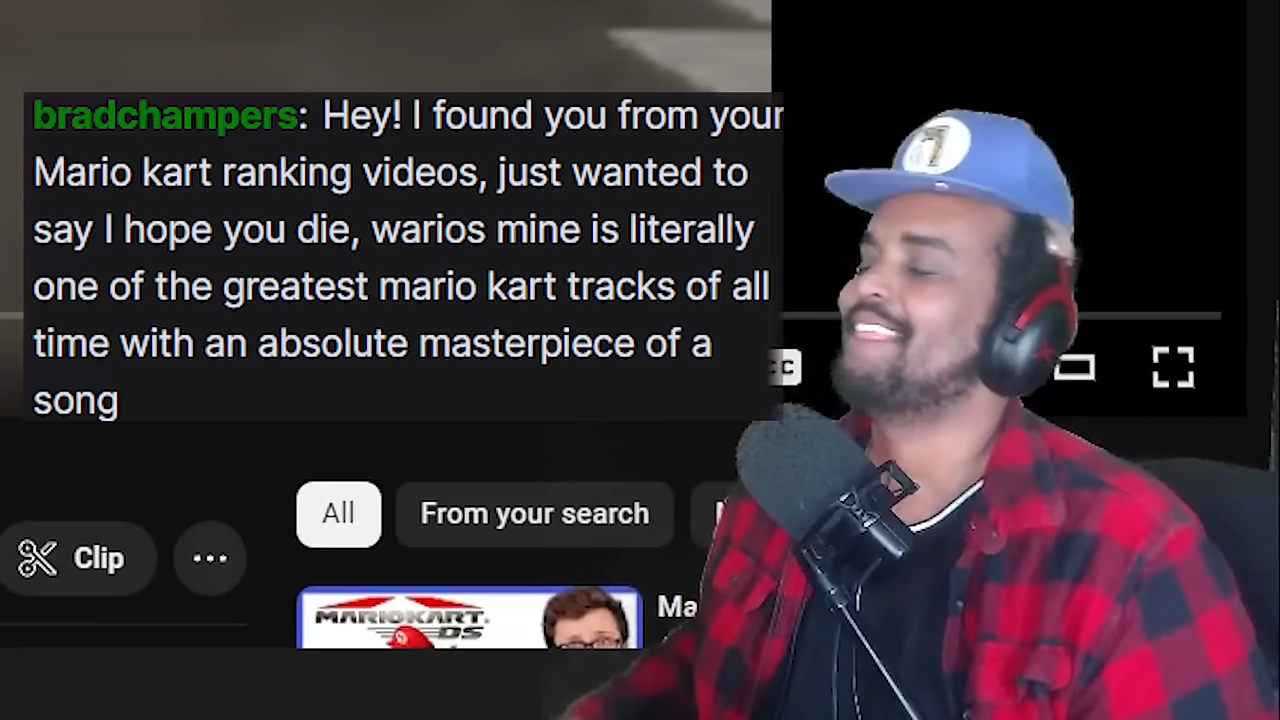 bradchampers: Hey! I found you from your
Mario kart ranking videos, just wanted to
say I hope you die, warios mine is literally
one of the greatest mario kart tracks of all
time with an absolute masterpiece of a
song
CC
All
From your search
Clip
MARIOKART
DS
Ma